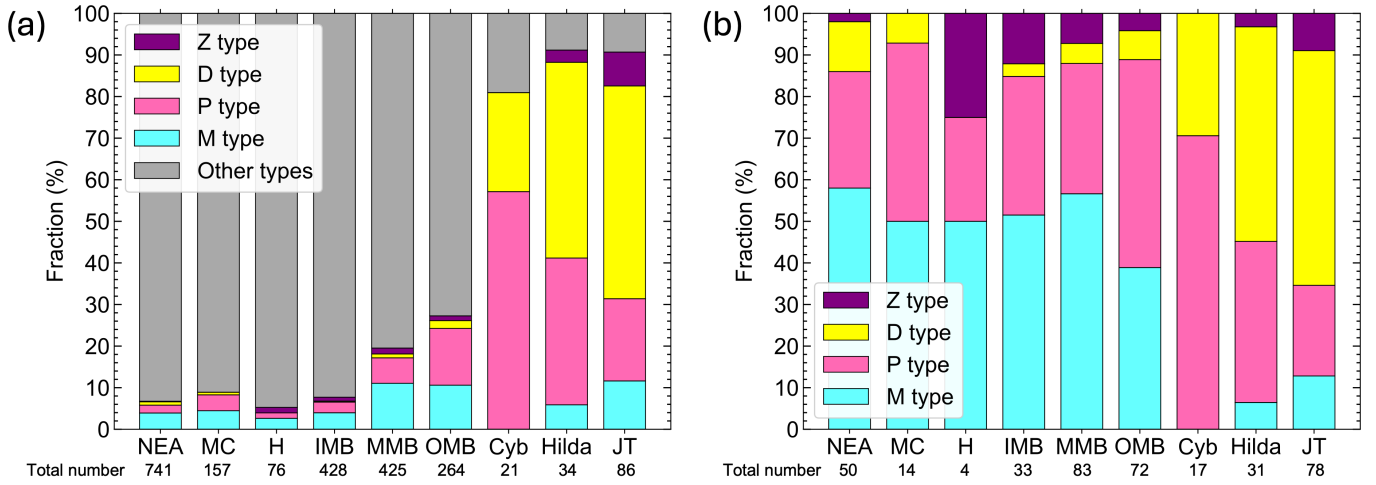 (a)
100
90
80
70
60
50
40
30
20
10
0
Fraction (%)
Z type
D type
P type
M type
Other types
NEA MC H IMB MMB OMB Cyb Hilda JT
Total number 741 157 76 428 425 264 21 34 86
(b)
100
90
80
70
60
50
40
30
20
10
0
Fraction (%)
Z type
D type
P type
M type
NEA MC H IMB MMB OMB Cyb Hilda JT
Total number 50 14 4 33 83 72 17 31 78